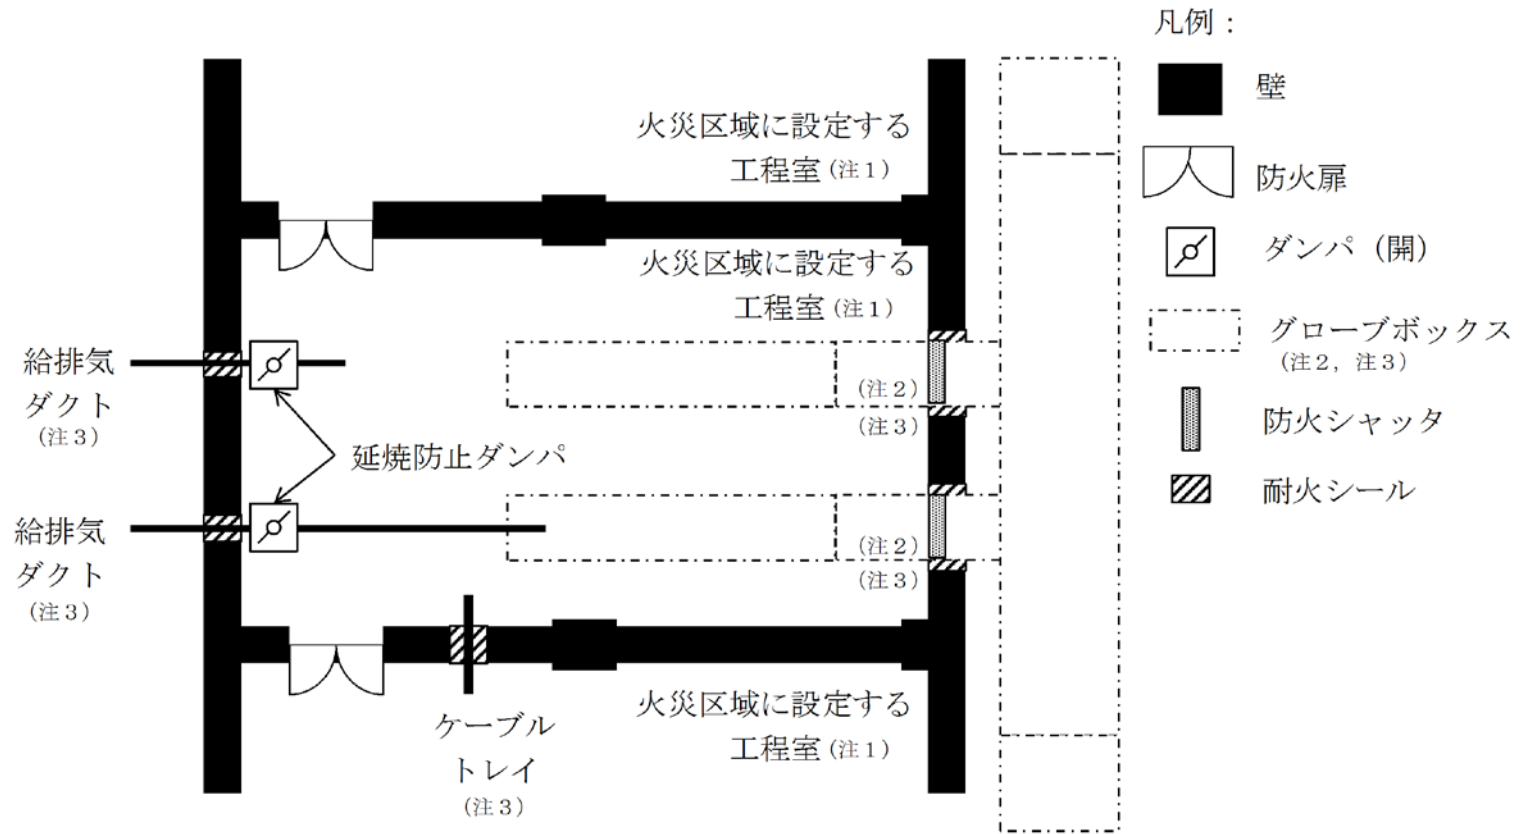 凡例：
壁
防火扉
ダンパ（開）
グローブボックス
（注２，注３）
防火シャッタ
耐火シール
火災区域に設定する
工程室（注１）
火災区域に設定する
工程室（注１）
給排気
ダクト
（注３）
（注２）
（注３）
延焼防止ダンパ
給排気
ダクト
（注３）
（注２）
（注３）
ケーブル
トレイ
（注３）
火災区域に設定する
工程室（注１）